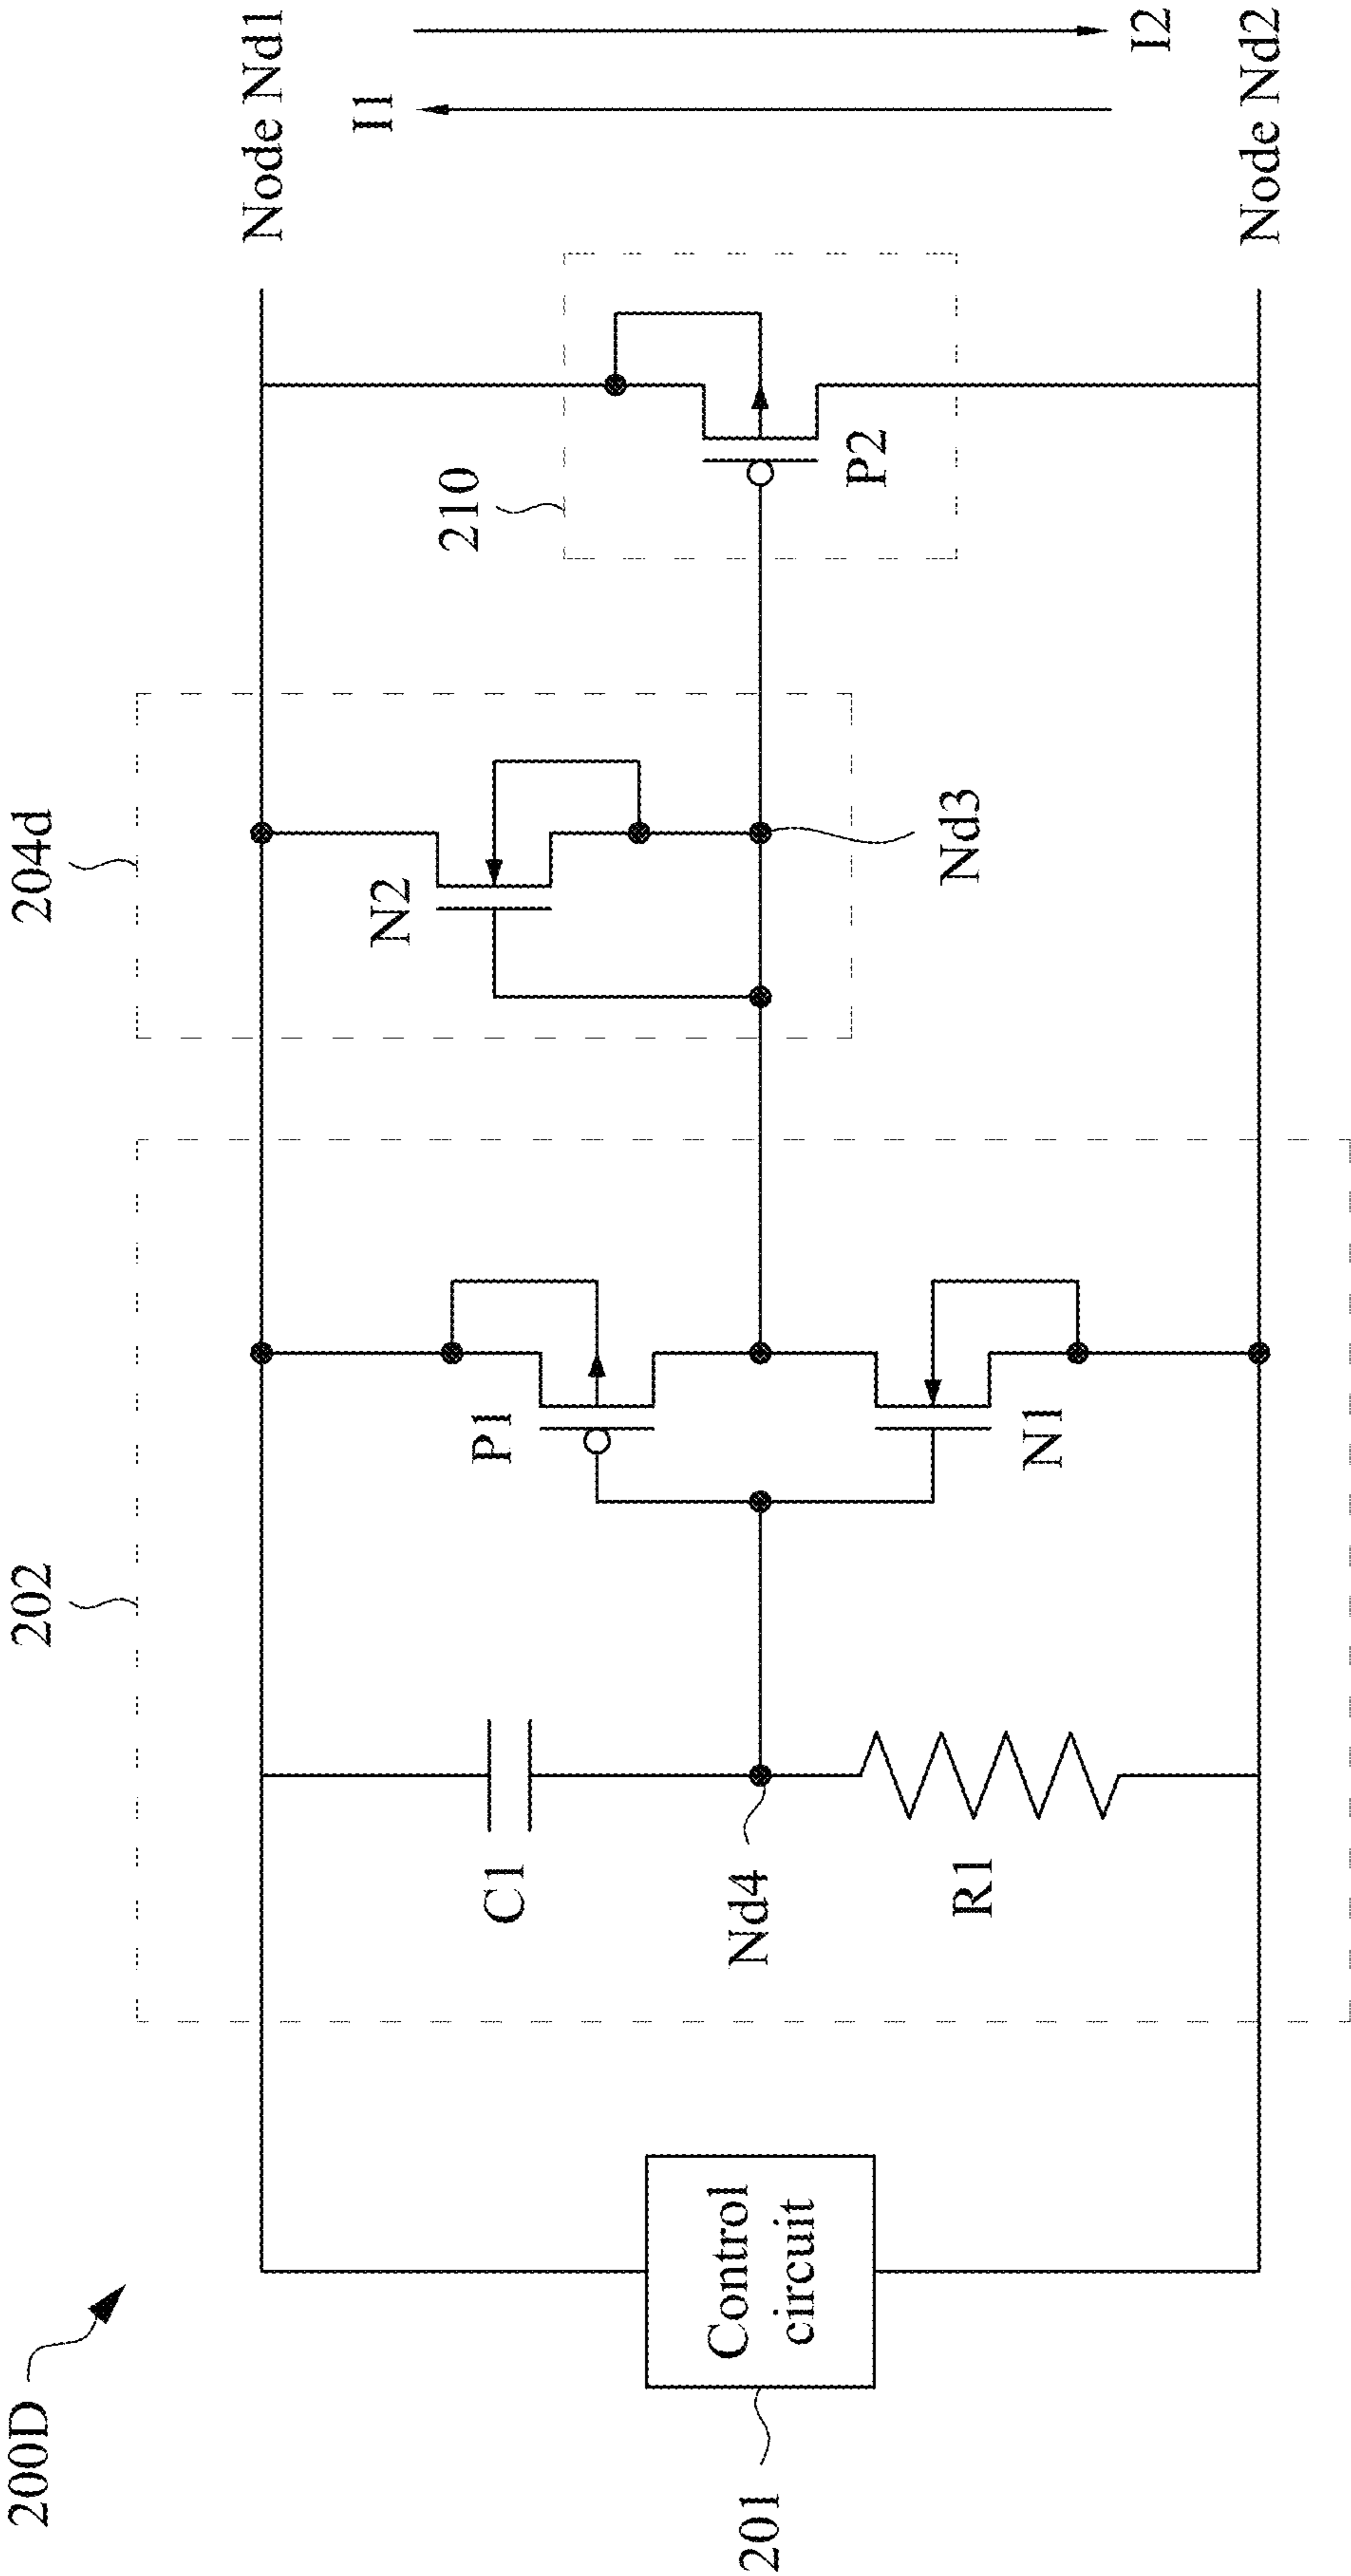 200D
202
204d
Node Nd1
I1
I2
C1
P1
N2
210
P2
Nd4
Nd3
201
Control
circuit
R1
N1
Node Nd2